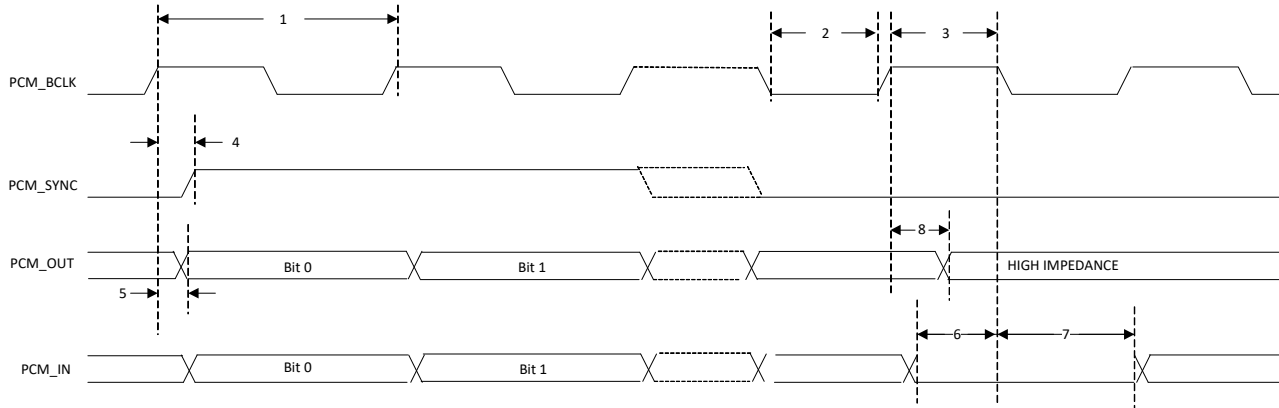 1
2
3
PCM_BCLK
4
PCM_SYNC
8
PCM_OUT
Bit 0
Bit 1
HIGH IMPEDANCE
5
6
7
PCM_IN
Bit 0
Bit 1